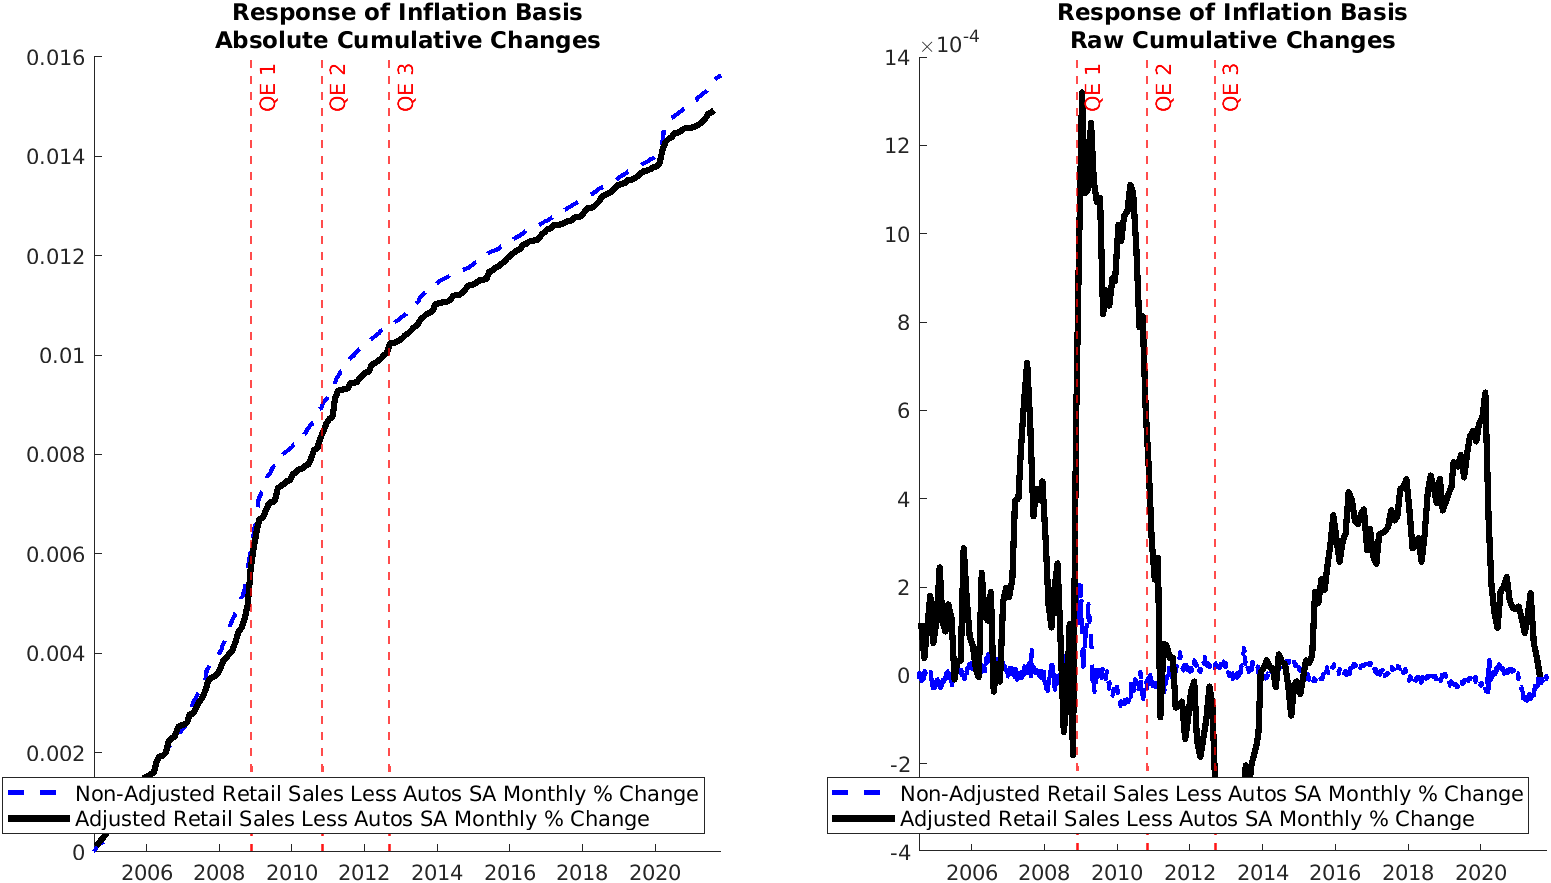 Response of Inflation Basis
Absolute Cumulative Changes
0.016
0.014
0.012
0.01
0.008
0.006
0.004
0.002
0
QE 1
QE 2
QE 3
Non-Adjusted Retail Sales Less Autos SA Monthly % Change
Adjusted Retail Sales Less Autos SA Monthly % Change
2006 2008 2010 2012 2014 2016 2018 2020
Response of Inflation Basis
Raw Cumulative Changes
×10⁻⁴
14
12
10
8
6
4
2
0
-2
-4
QE 1
QE 2
QE 3
Non-Adjusted Retail Sales Less Autos SA Monthly % Change
Adjusted Retail Sales Less Autos SA Monthly % Change
2006 2008 2010 2012 2014 2016 2018 2020